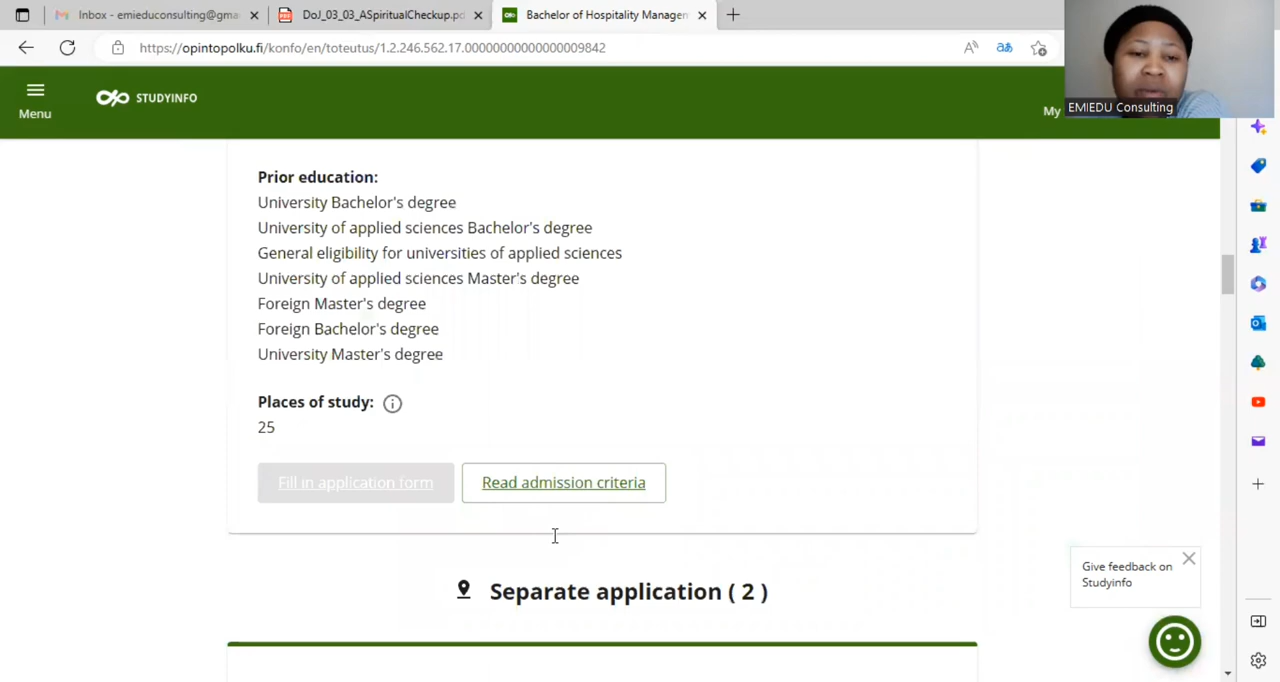 Inbox - emieduconsulting@gma
DoJ_03_03_ASpiritualCheckup.pd
Bachelor of Hospitality Managen
https://opintopolku.fi/konfo/en/toteutus/1.2.246.562.17.00000000000000009842
Menu
STUDYINFO
My
EMIEDU Consulting
Prior education:
University Bachelor's degree
University of applied sciences Bachelor's degree
General eligibility for universities of applied sciences
University of applied sciences Master's degree
Foreign Master's degree
Foreign Bachelor's degree
University Master's degree
Places of study:
25
Fill in application form
Read admission criteria
Separate application ( 2 )
Give feedback on
Studyinfo